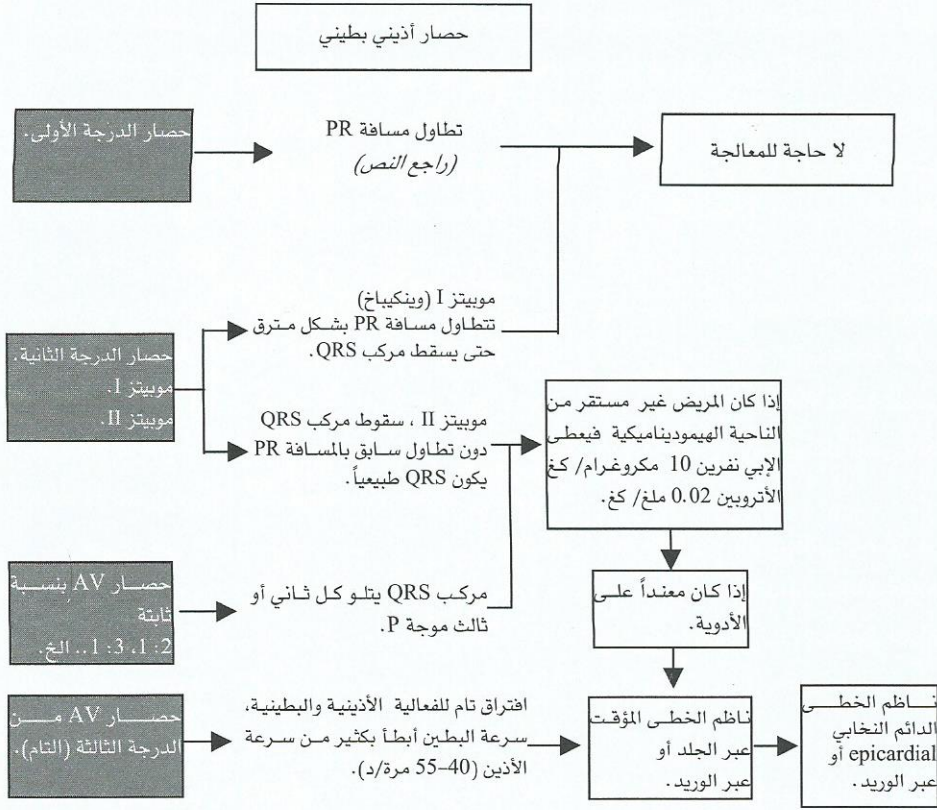 حصار أذيني بطيني
حصار الدرجة الأولى.
تطاول مسافة PR
(راجع النص)
لا حاجة للمعالجة
حصار الدرجة الثانية.
موبيتز I.
موبيتز II.
موبيتز I (وينكيباخ)
تتطاول مسافة PR بشكل مترق
حتى يسقط مركب QRS.
موبيتز II ، سقوط مركب QRS
دون تطاول سابق بالمسافة PR
يكون QRS طبيعياً.
إذا كان المريض غير مستقر من
الناحية الهيموديناميكية فيعطى
الإبي نفرين 10 مكروغرام/ كغ
الأتروبين 0.02 ملغ/ كغ.
حصار AV بنسبة
ثابتة
2: 1، 3: 1.. الخ.
مركب QRS يتلو كل ثاني أو
ثالث موجة P.
إذا كان معنداً على
الأدوية.
حصار AV من
الدرجة الثالثة (التام).
افتراق تام للفعالية الأذينية والبطينية،
سرعة البطين أبطأ بكثير من سرعة
الأذين (40-55 مرة/د).
ناظم الخطى المؤقت
عبر الجلد أو
عبر الوريد.
ناظم الخطى
الدائم النخابي
epicardial أو
عبر الوريد.